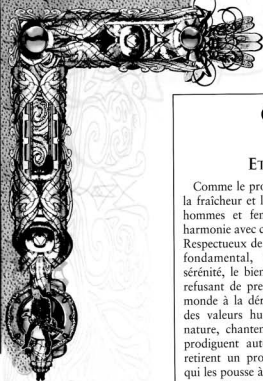 ET
Comme le pro
la fraîcheur et l
hommes et fer
harmonie avec c
Respectueux de
fondamental,
sérénité, le bien
refusant de pre
monde à la dér
des valeurs hu
nature, chanter
prodiguent aut
retirent un pro
qui les pousse à